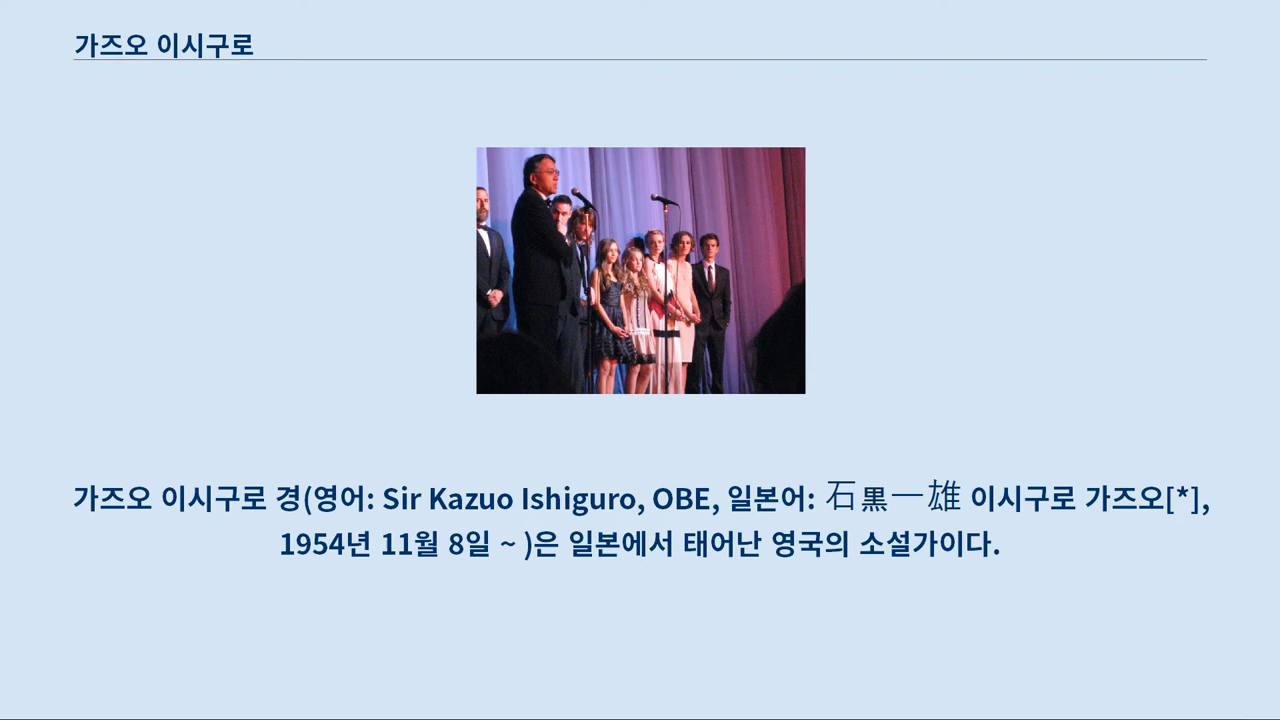 가즈오 이시구로
가즈오 이시구로 경(영어: Sir Kazuo Ishiguro, OBE, 일본어: 石黒一雄 이시구로 가즈오[*],
1954년 11월 8일 ~ )은 일본에서 태어난 영국의 소설가이다.